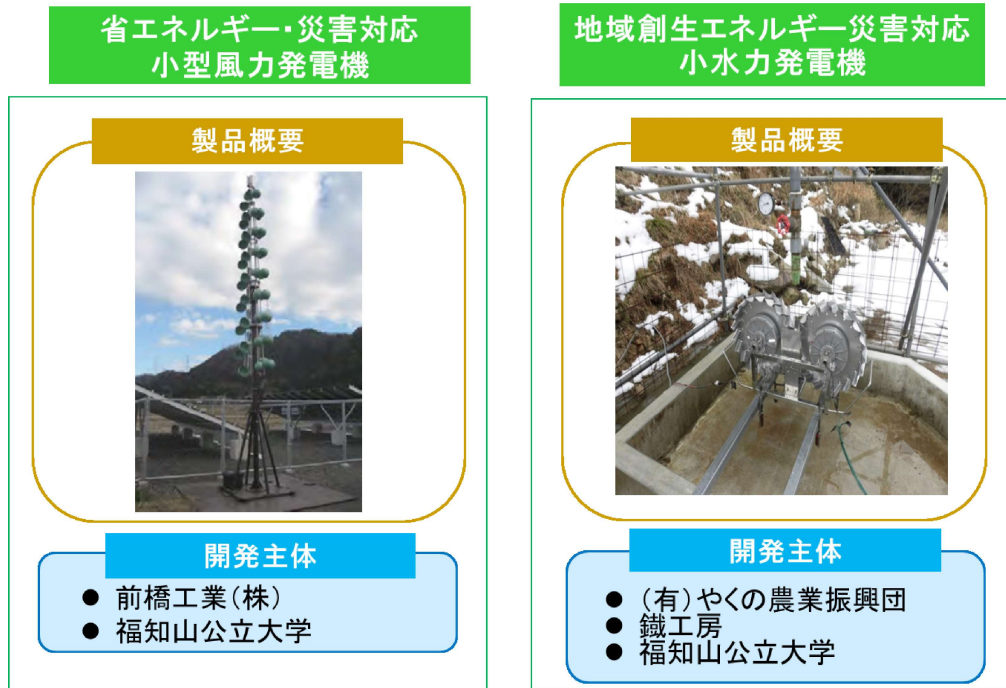 省エネルギー・災害対応
小型風力発電機
製品概要
開発主体
● 前橋工業(株)
● 福知山公立大学
地域創生エネルギー災害対応
小水力発電機
製品概要
開発主体
● (有)やくの農業振興団
● 鐵工房
● 福知山公立大学